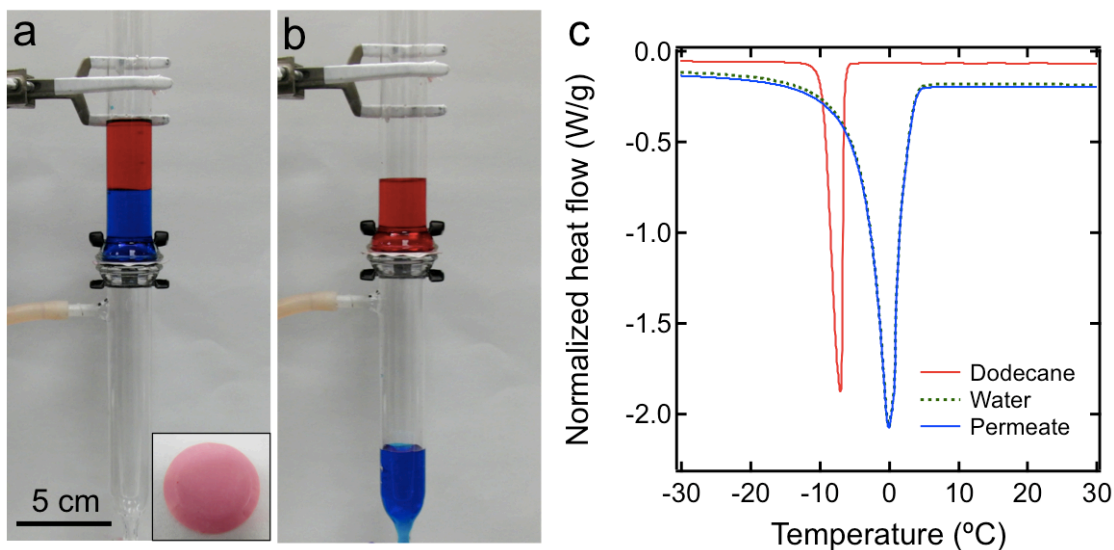 a
b
c
5 cm
Normalized heat flow (W/g)
0.0
-0.5
-1.0
-1.5
-2.0
Dodecane
Water
Permeate
-30 -20 -10 0 10 20 30
Temperature (ºC)